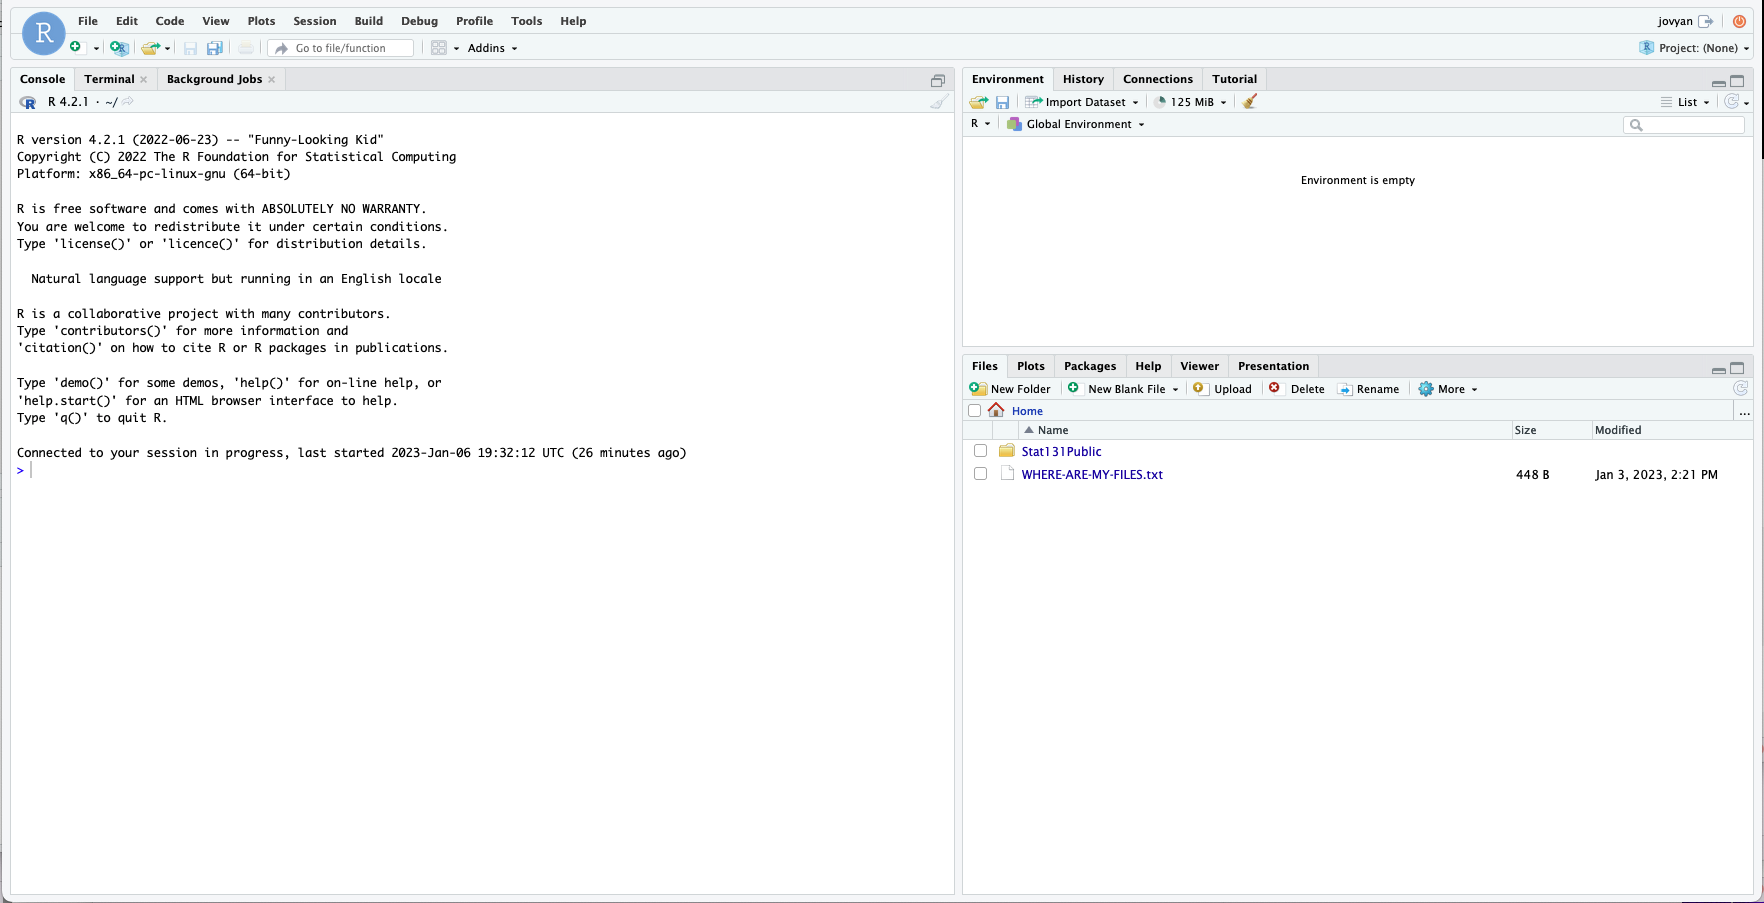 R
File Edit Code View Plots Session Build Debug Profile Tools Help
jovyan
Go to file/function
Addins
Project: (None)
Console Terminal Background Jobs
R 4.2.1 · ~/
R version 4.2.1 (2022-06-23) -- "Funny-Looking Kid"
Copyright (C) 2022 The R Foundation for Statistical Computing
Platform: x86_64-pc-linux-gnu (64-bit)
R is free software and comes with ABSOLUTELY NO WARRANTY.
You are welcome to redistribute it under certain conditions.
Type 'license()' or 'licence()' for distribution details.
Natural language support but running in an English locale
R is a collaborative project with many contributors.
Type 'contributors()' for more information and
'citation()' on how to cite R or R packages in publications.
Type 'demo()' for some demos, 'help()' for on-line help, or
'help.start()' for an HTML browser interface to help.
Type 'q()' to quit R.
Connected to your session in progress, last started 2023-Jan-06 19:32:12 UTC (26 minutes ago)
>
Environment History Connections Tutorial
Import Dataset 125 MiB List
R Global Environment
Environment is empty
Files Plots Packages Help Viewer Presentation
New Folder New Blank File Upload Delete Rename More
Home ...
Name Size Modified
Stat131Public
WHERE-ARE-MY-FILES.txt 448 B Jan 3, 2023, 2:21 PM